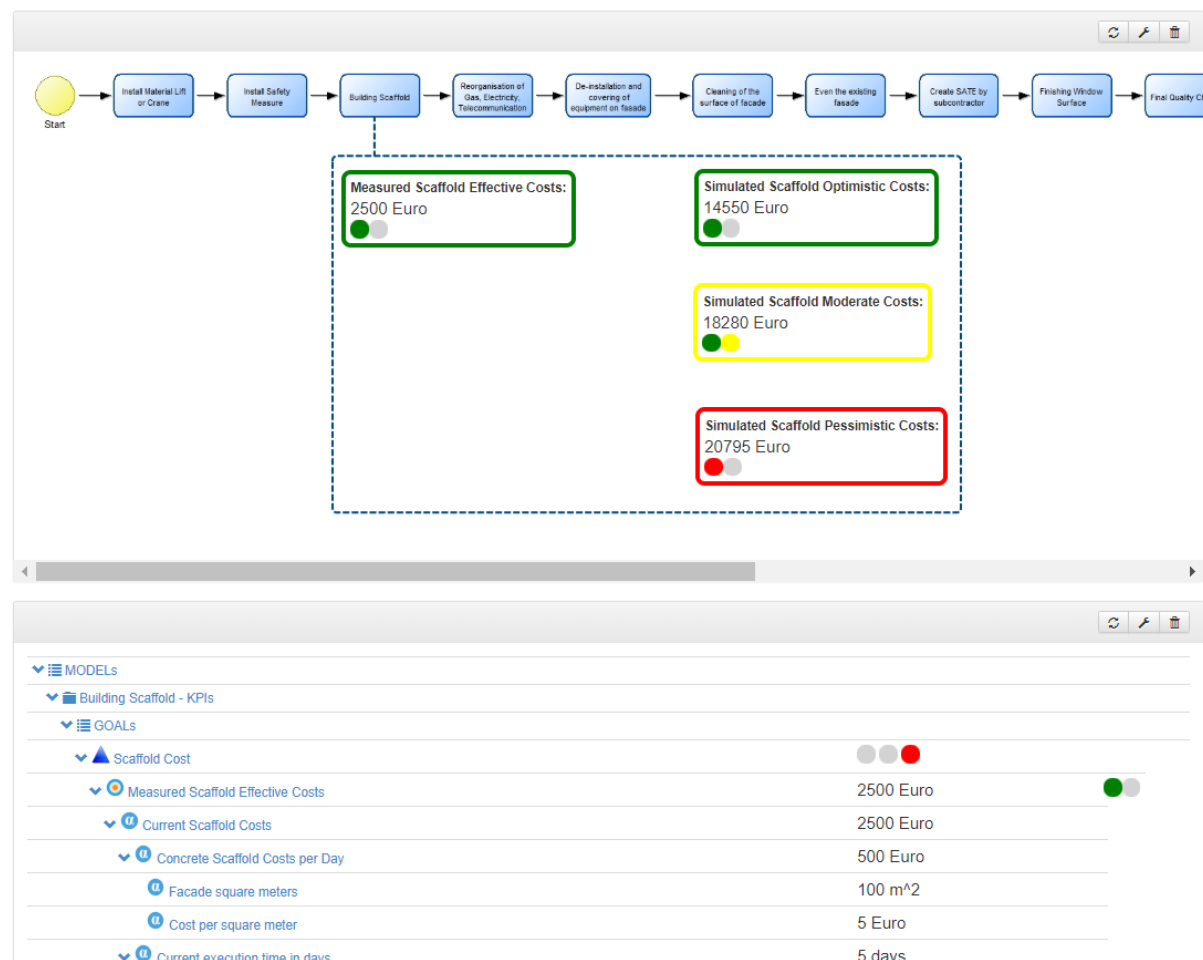 Start
Install Material Lift
or Crane
Install Safety
Measure
Building Scaffold
Reorganisation of
Gas, Electricity,
Telecommunication
De-installation and
covering of
equipment on fasade
Cleaning of the
surface of facade
Even the existing
fasade
Create SATE by
subcontractor
Finishing Window
Surface
Final Quality C
Measured Scaffold Effective Costs:
2500 Euro
Simulated Scaffold Optimistic Costs:
14550 Euro
Simulated Scaffold Moderate Costs:
18280 Euro
Simulated Scaffold Pessimistic Costs:
20795 Euro
MODELs
Building Scaffold - KPIs
GOALs
Scaffold Cost
Measured Scaffold Effective Costs 2500 Euro
α Current Scaffold Costs 2500 Euro
α Concrete Scaffold Costs per Day 500 Euro
α Facade square meters 100 m^2
α Cost per square meter 5 Euro
α Current execution time in days 5 days